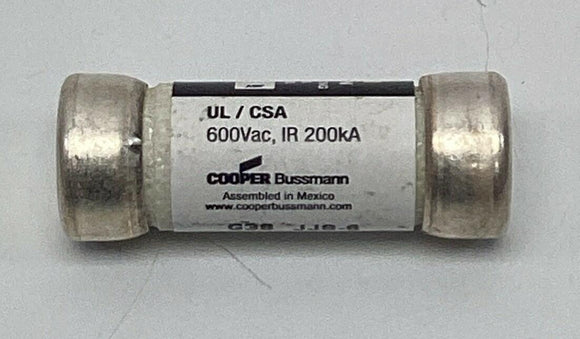 UL / CSA
600Vac, IR 200kA
COOPER Bussmann
Assembled in Mexico
www.cooperbussmann.com